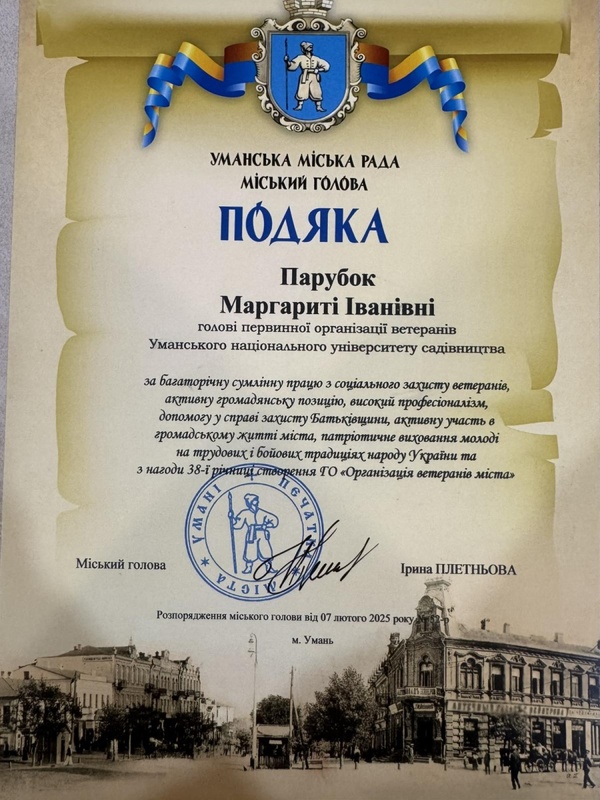 УМАНСЬКА МІСЬКА РАДА
МІСЬКИЙ ГОЛОВА
ПОДЯКА
Парубок
Маргариті Іванівні
голові первинної організації ветеранів
Уманського національного університету садівництва
за багаторічну сумлінну працю з соціального захисту ветеранів,
активну громадянську позицію, високий професіоналізм,
допомогу у справі захисту Батьківщини, активну участь в
громадському житті міста, патріотичне виховання молоді
на трудових і бойових традиціях народу України та
з нагоди 38-ї річниці створення ГО «Організація ветеранів міста»
ПЕЧАТКА МІСТА УМАНІ
Міський голова
Ірина ПЛЕТНЬОВА
Розпорядження міського голови від 07 лютого 2025 року
м. Умань